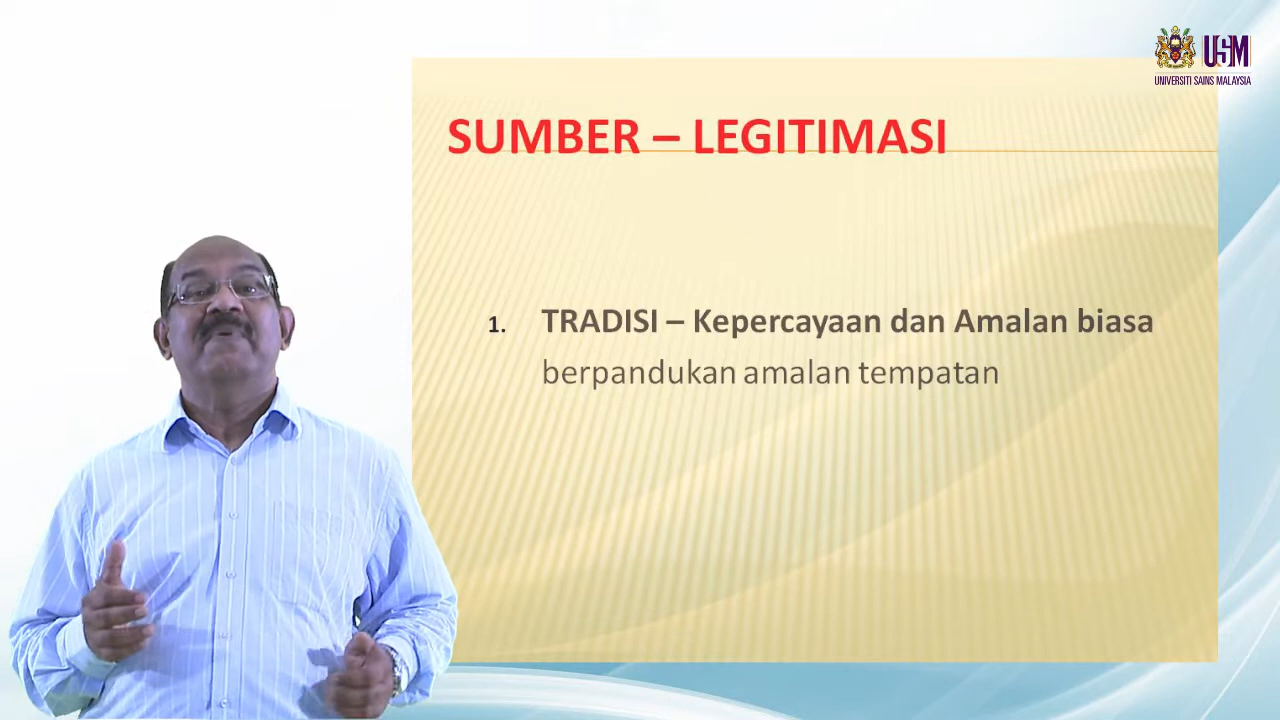 USM
UNIVERSITI SAINS MALAYSIA
SUMBER – LEGITIMASI
1. TRADISI – Kepercayaan dan Amalan biasa
berpandukan amalan tempatan